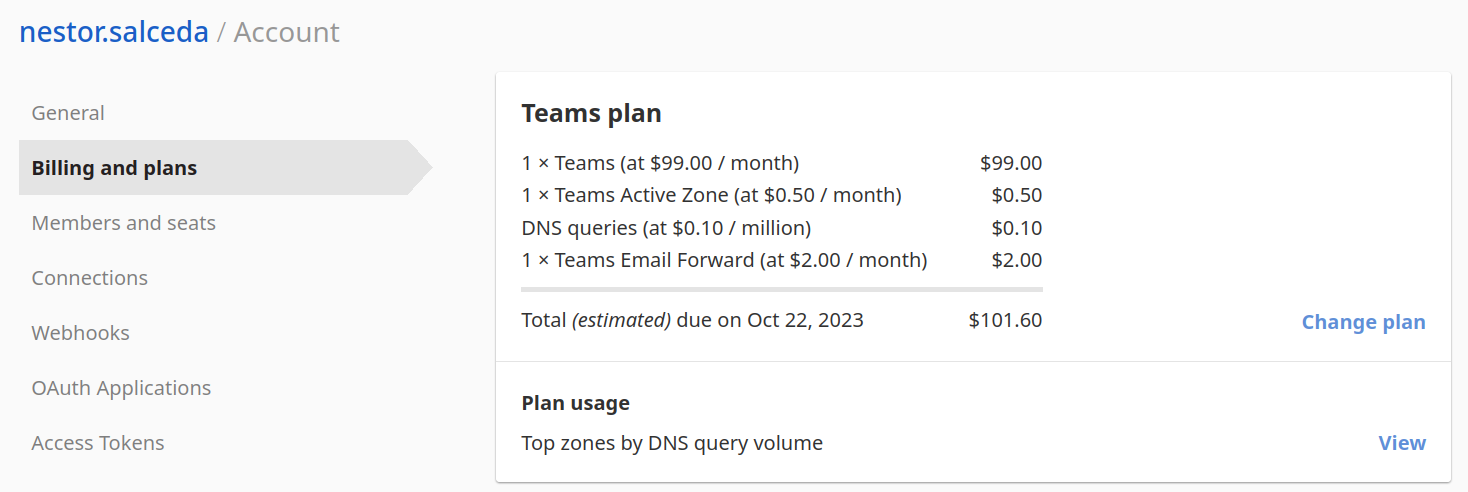 nestor.salceda / Account
General
Billing and plans
Members and seats
Connections
Webhooks
OAuth Applications
Access Tokens
Teams plan
1 × Teams (at $99.00 / month) $99.00
1 × Teams Active Zone (at $0.50 / month) $0.50
DNS queries (at $0.10 / million) $0.10
1 × Teams Email Forward (at $2.00 / month) $2.00
Total (estimated) due on Oct 22, 2023 $101.60
Change plan
Plan usage
Top zones by DNS query volume
View